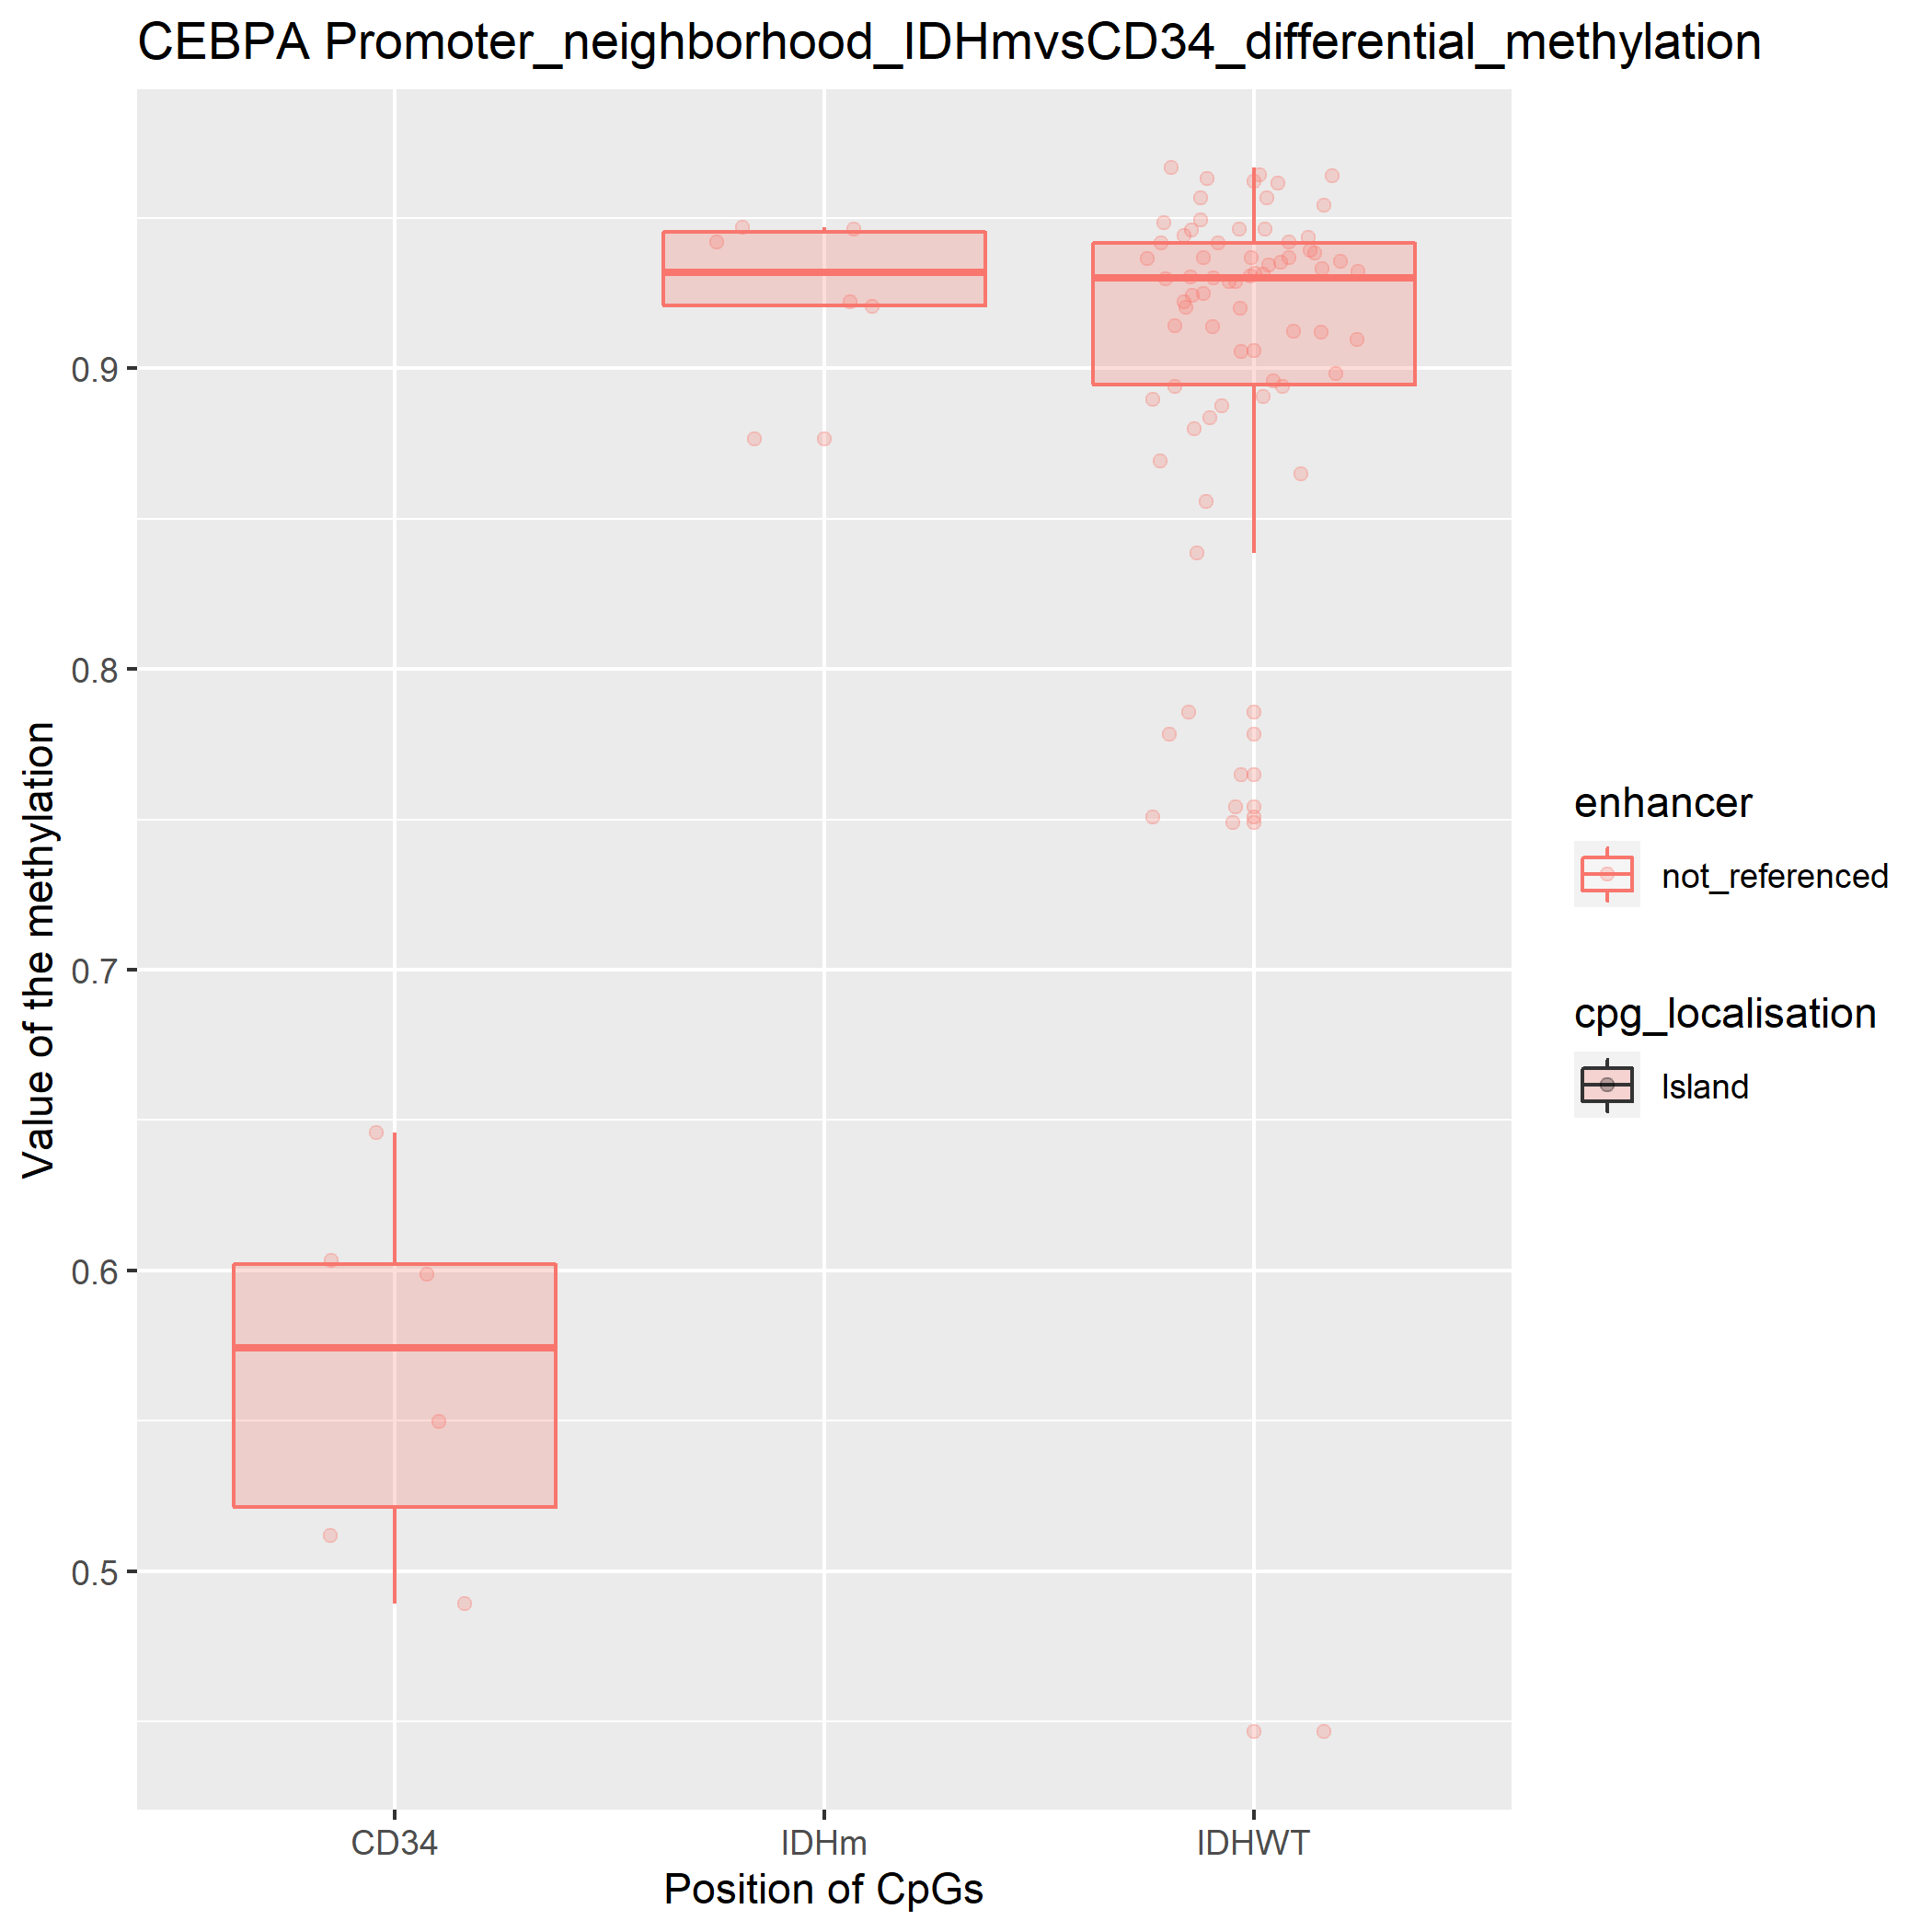 CEBPA Promoter_neighborhood_IDHmvsCD34_differential_methylation
Value of the methylation
0.9
0.8
0.7
0.6
0.5
CD34
IDHm
IDHWT
Position of CpGs
enhancer
not_referenced
cpg_localisation
Island